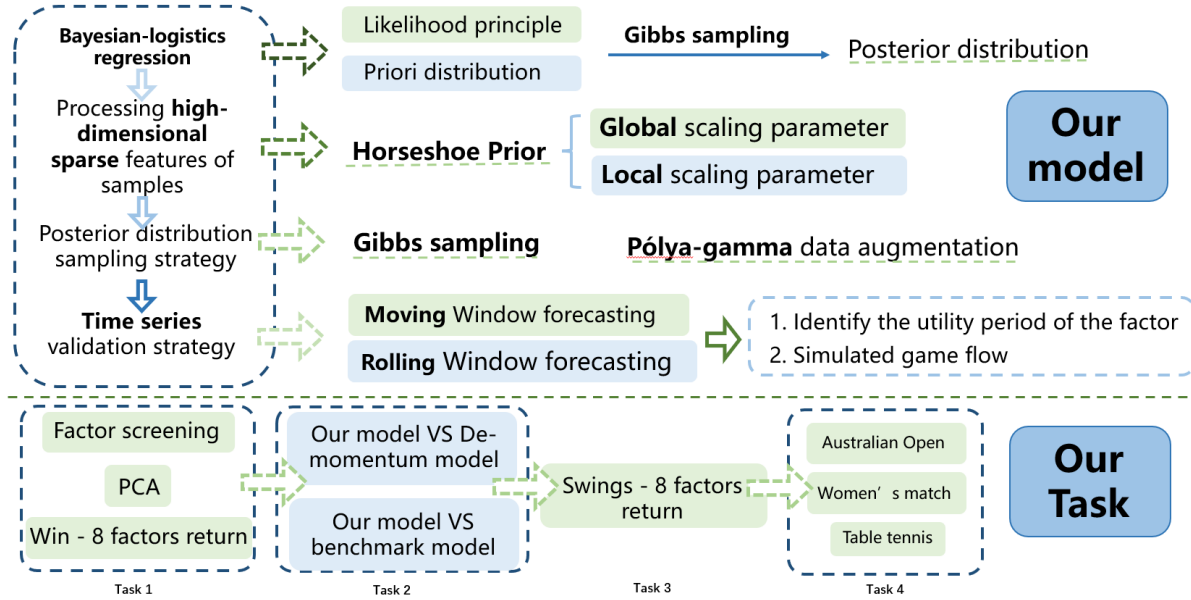 Bayesian-logistics
regression
Processing high-
dimensional
sparse features of
samples
Posterior distribution
sampling strategy
Time series
validation strategy
Likelihood principle
Priori distribution
Gibbs sampling
Posterior distribution
Horseshoe Prior
Global scaling parameter
Local scaling parameter
Gibbs sampling
Pólya-gamma data augmentation
Moving Window forecasting
Rolling Window forecasting
1. Identify the utility period of the factor
2. Simulated game flow
Our
model
Factor screening
PCA
Win - 8 factors return
Task 1
Our model VS De-
momentum model
Our model VS
benchmark model
Task 2
Swings - 8 factors
return
Task 3
Australian Open
Women’s match
Table tennis
Task 4
Our
Task